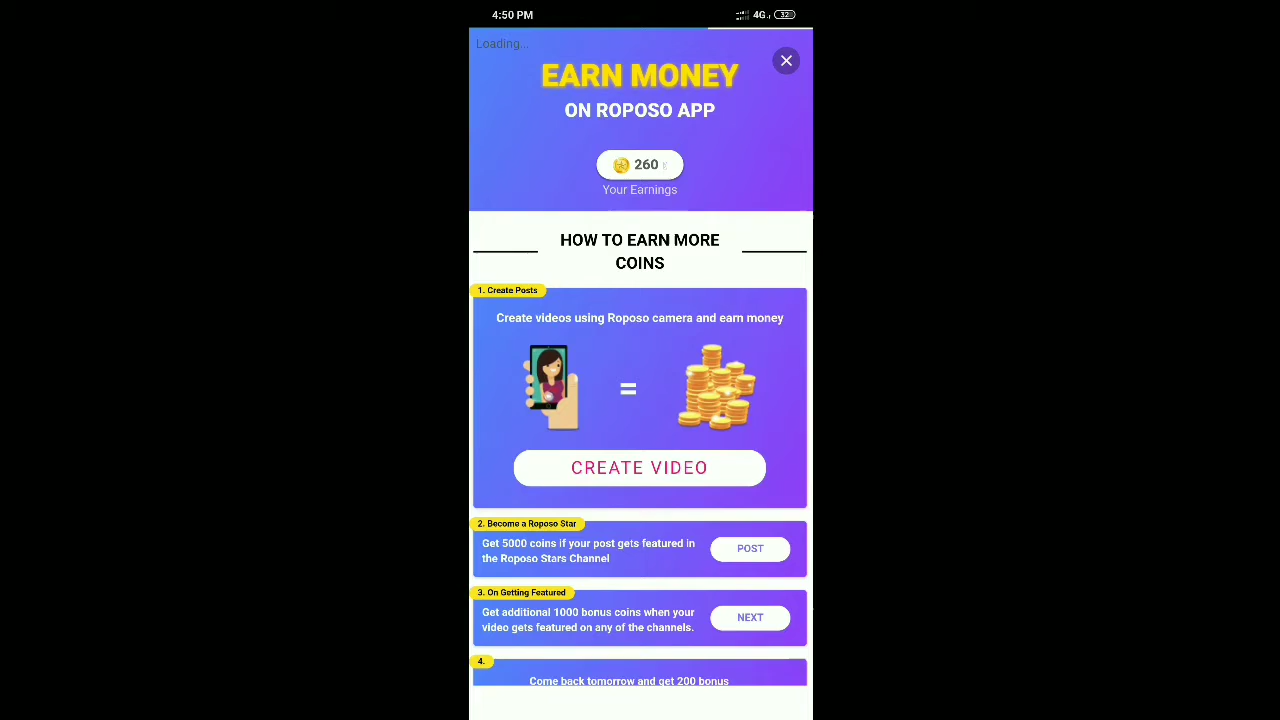 4:50 PM 4G 32
Loading...
EARN MONEY
ON ROPOSO APP
260
Your Earnings
HOW TO EARN MORE
COINS
1. Create Posts
Create videos using Roposo camera and earn money
=
CREATE VIDEO
2. Become a Roposo Star
Get 5000 coins if your post gets featured in
the Roposo Stars Channel
POST
3. On Getting Featured
Get additional 1000 bonus coins when your
video gets featured on any of the channels.
NEXT
4.
Come back tomorrow and get 200 bonus